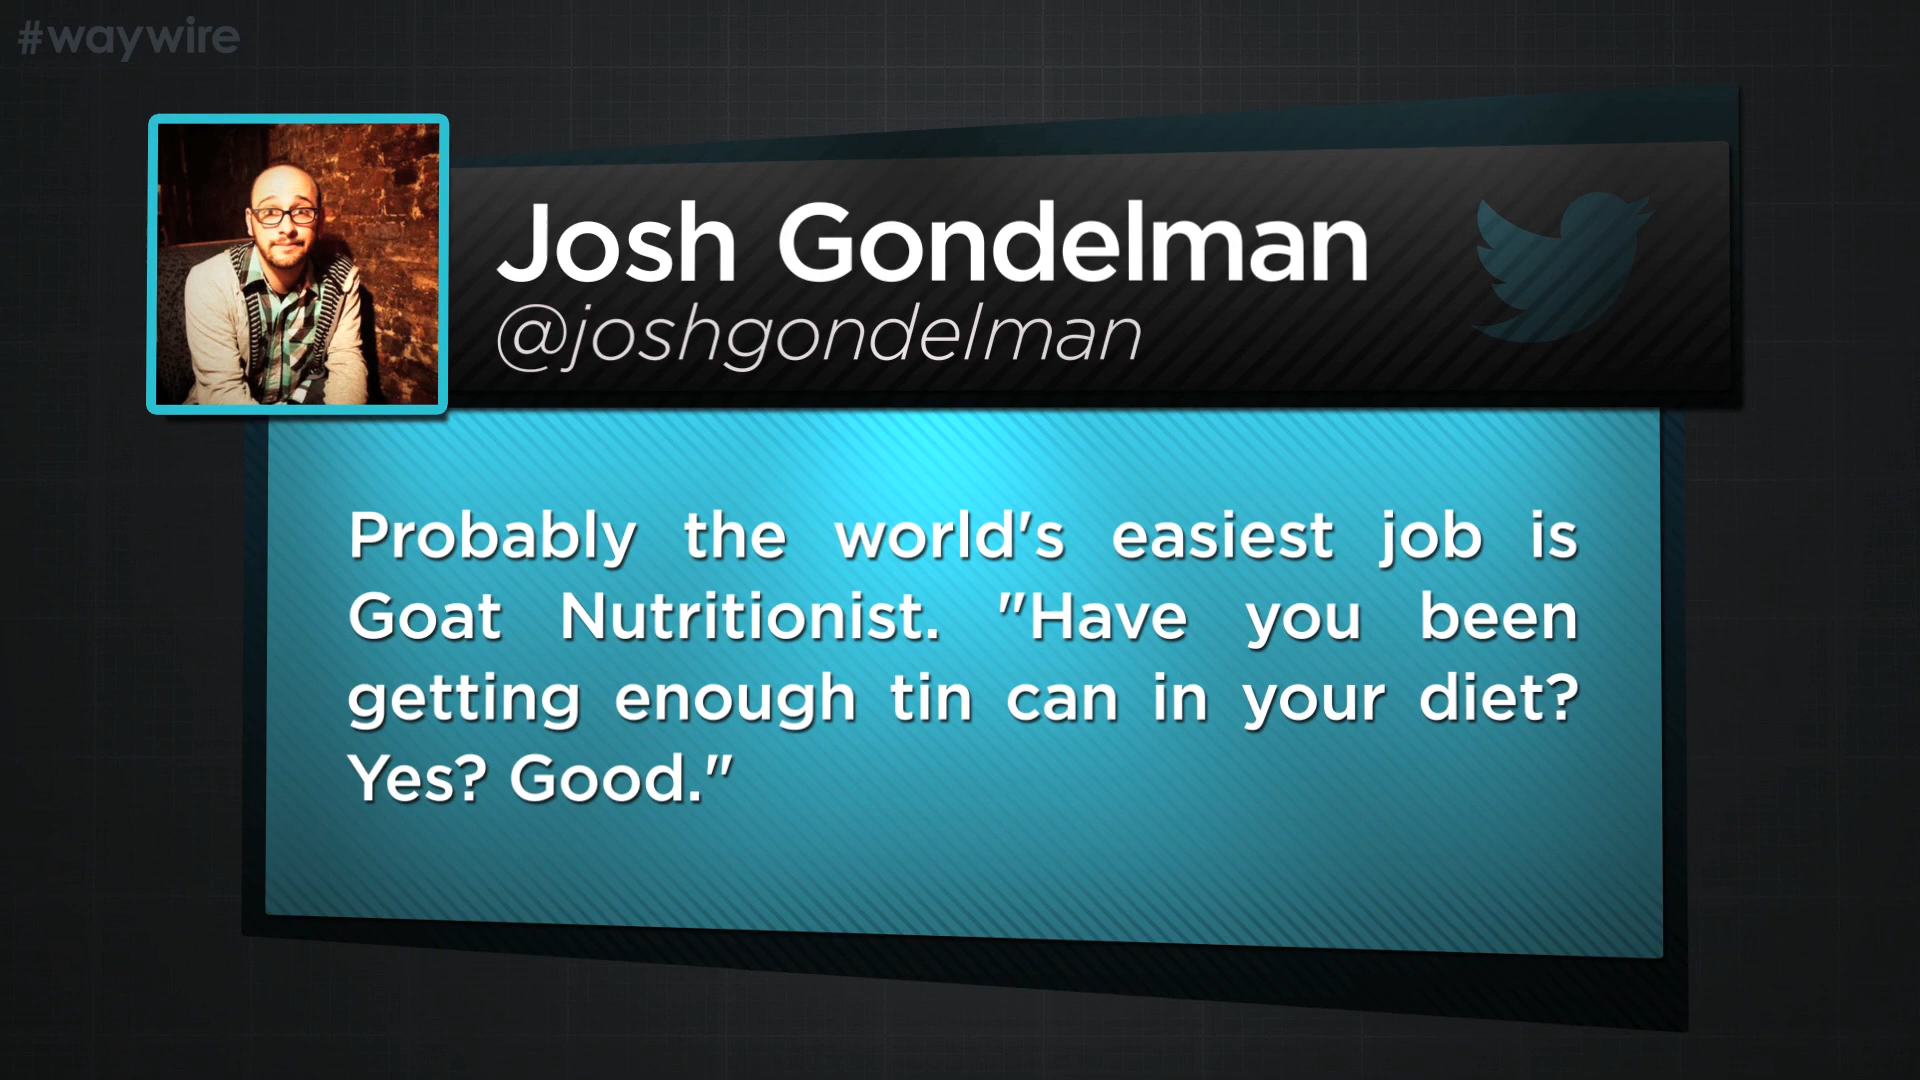 #waywire
Josh Gondelman
@joshgondelman
Probably the world's easiest job is
Goat Nutritionist. "Have you been
getting enough tin can in your diet?
Yes? Good."